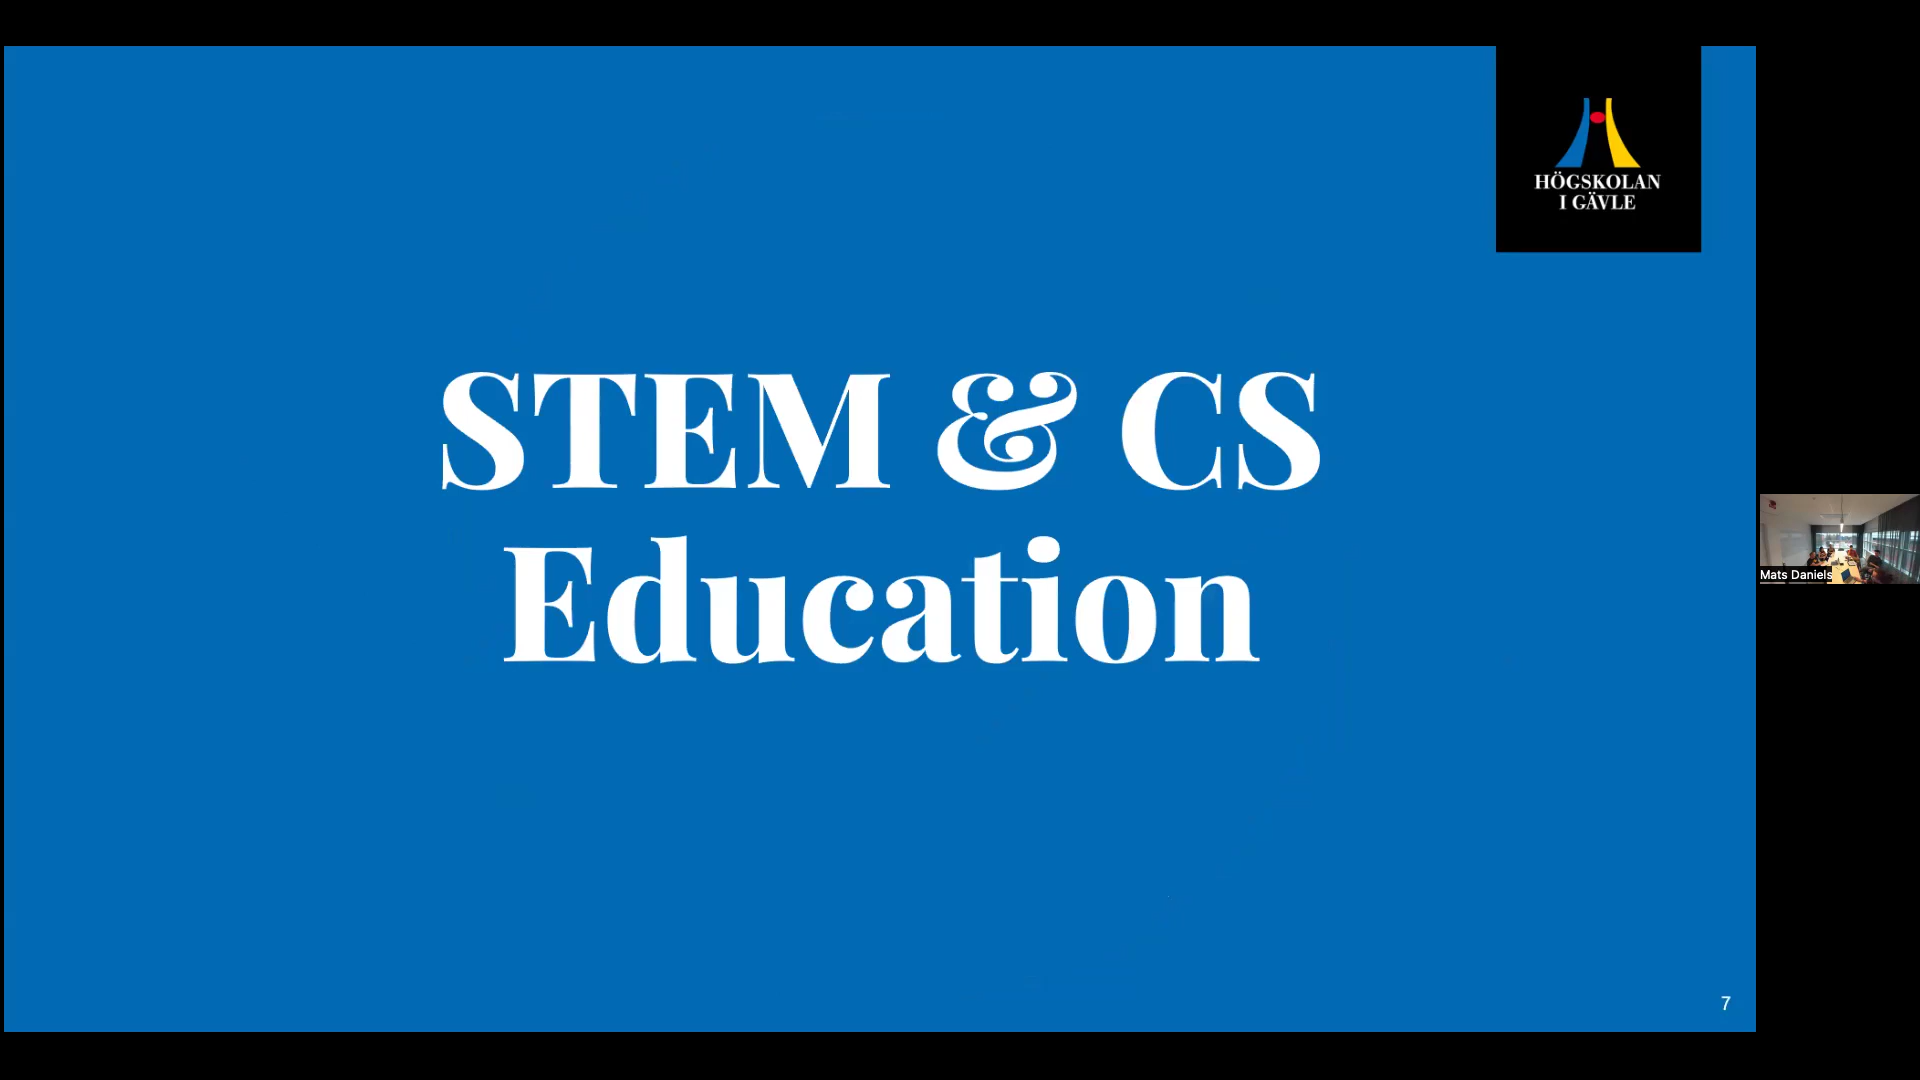 HÖGSKOLAN
I GÄVLE
STEM & CS
Education
Mats Daniels
7